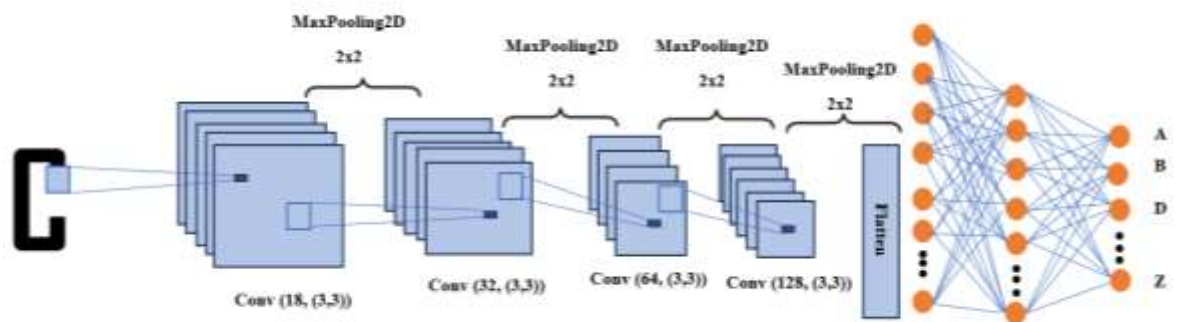 MaxPooling2D
2x2
MaxPooling2D
2x2
MaxPooling2D
2x2
MaxPooling2D
2x2
Conv (18, (3,3))
Conv (32, (3,3))
Conv (64, (3,3))
Conv (128, (3,3))
Flatten
A
B
D
Z